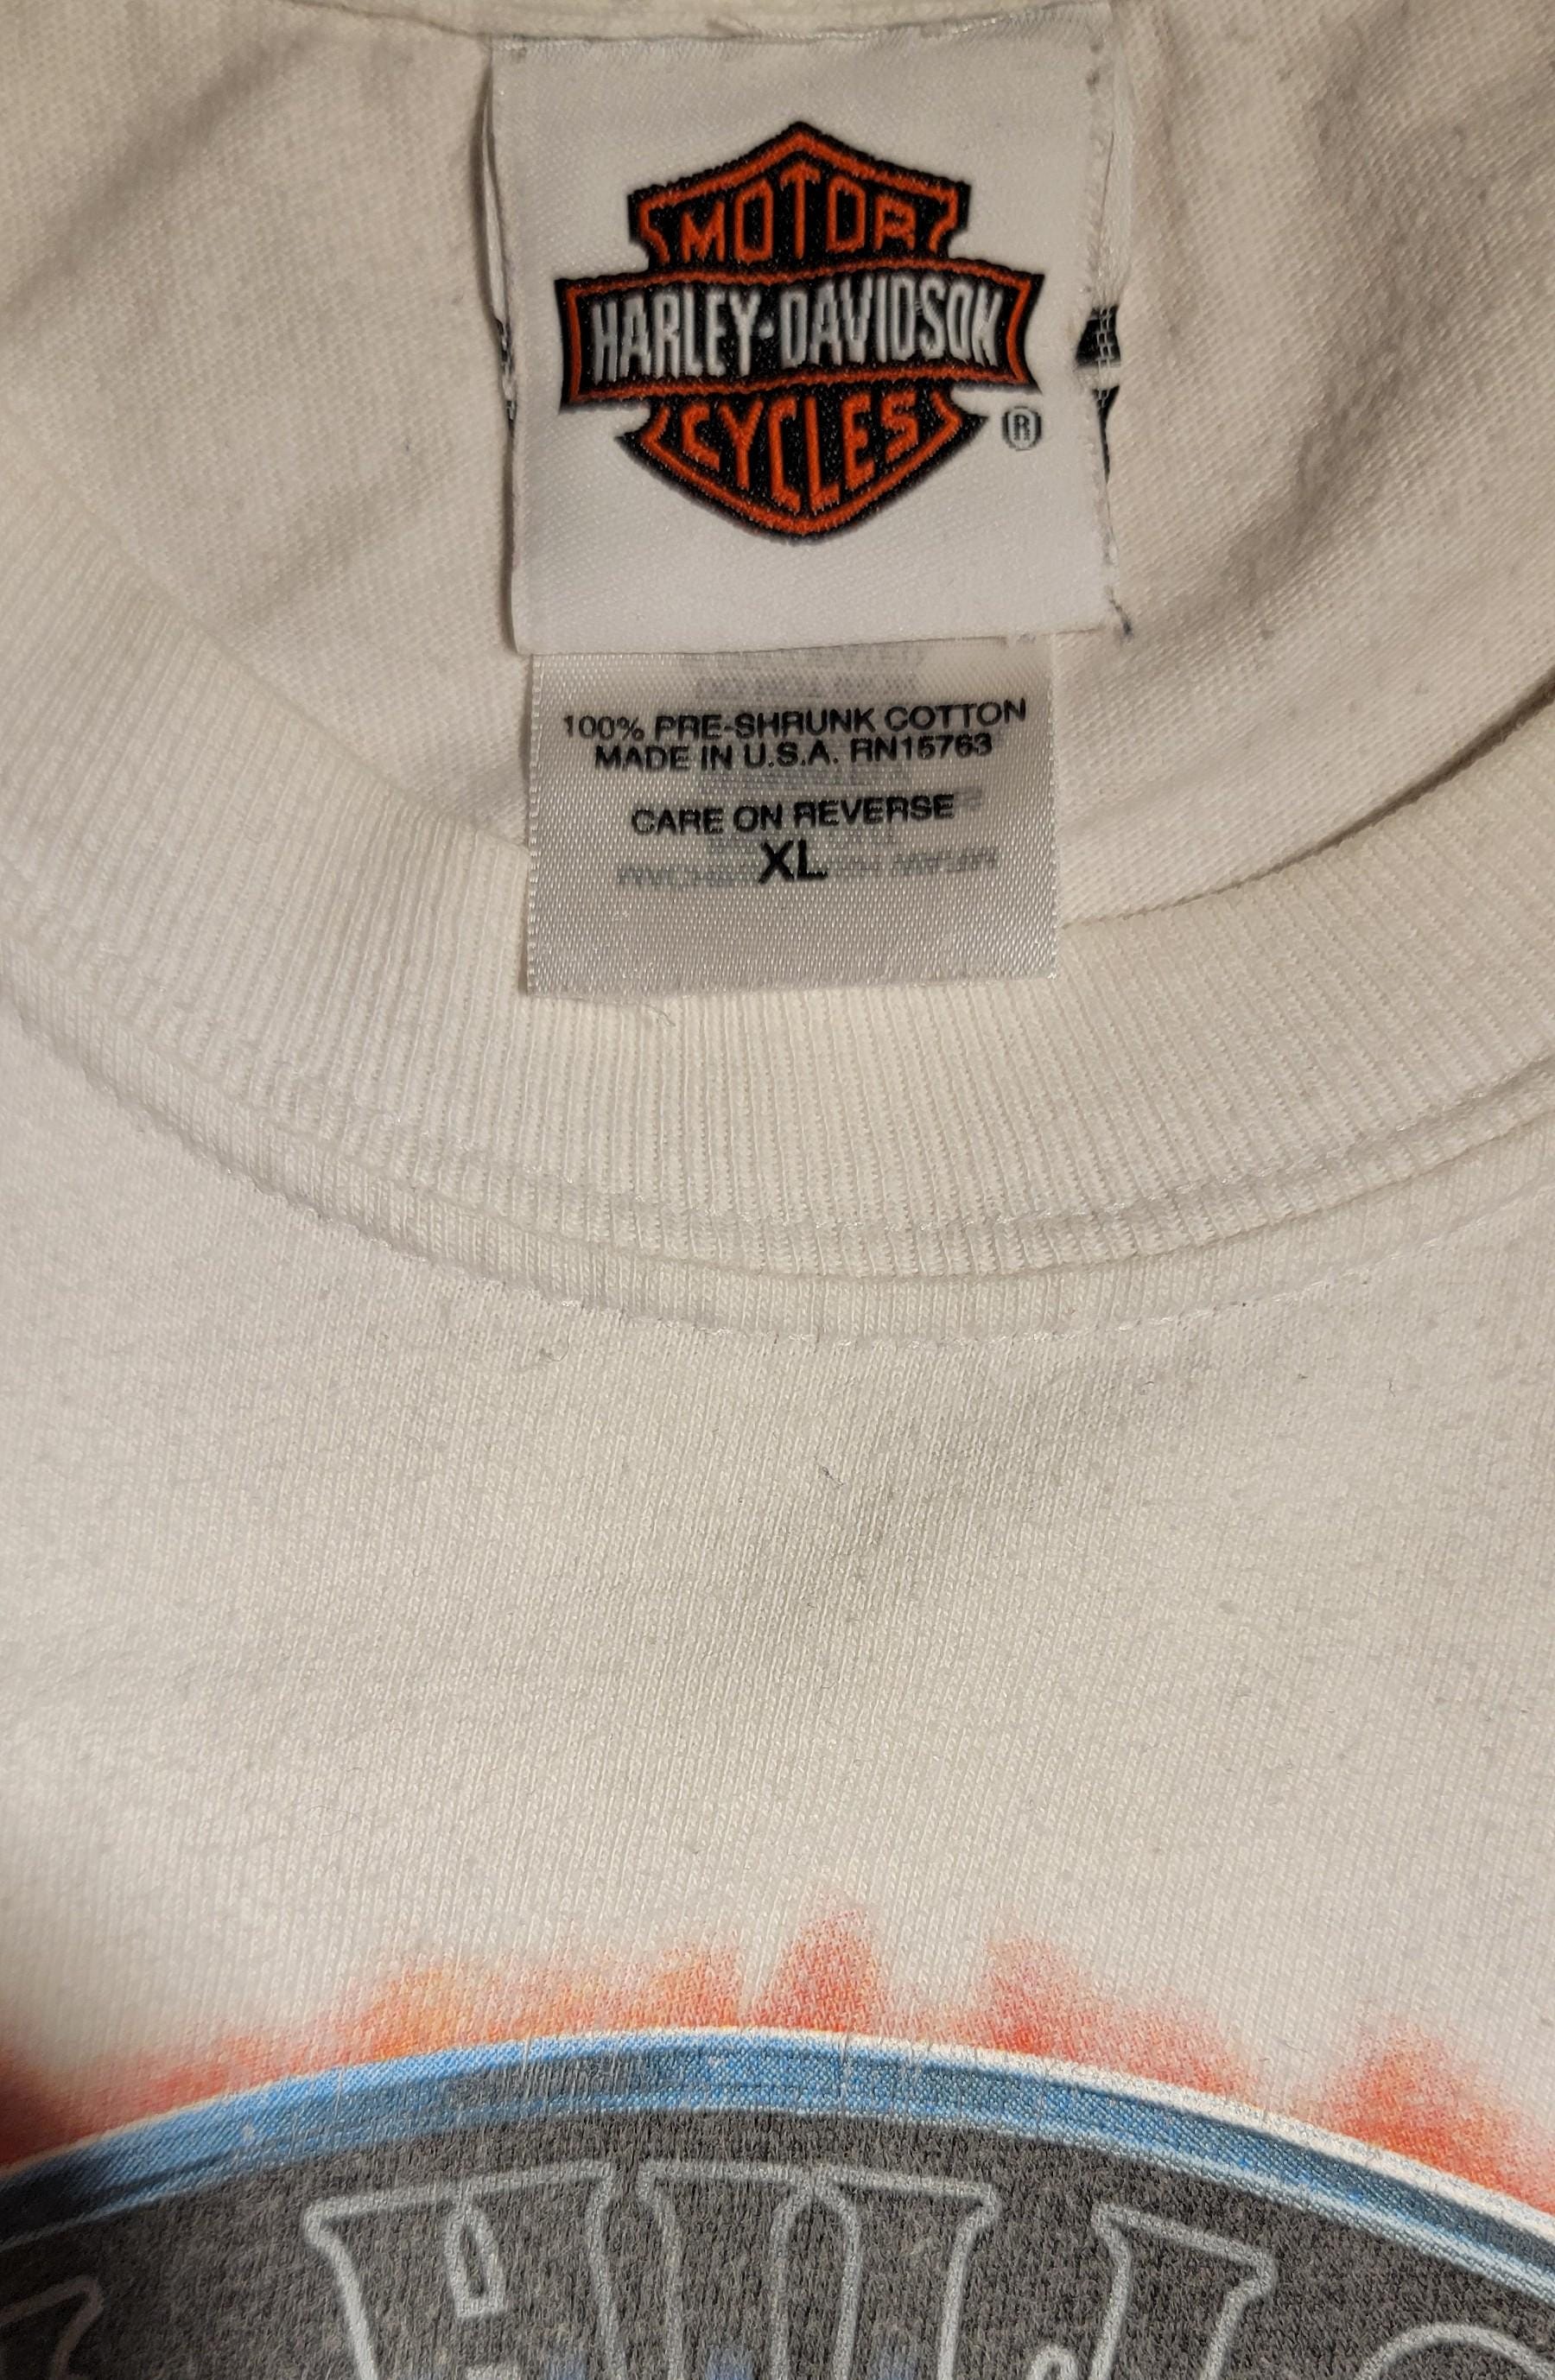 MOTOR
HARLEY-DAVIDSON
CYCLES
®
100% PRE-SHRUNK COTTON
MADE IN U.S.A. RN15763
CARE ON REVERSE
XL